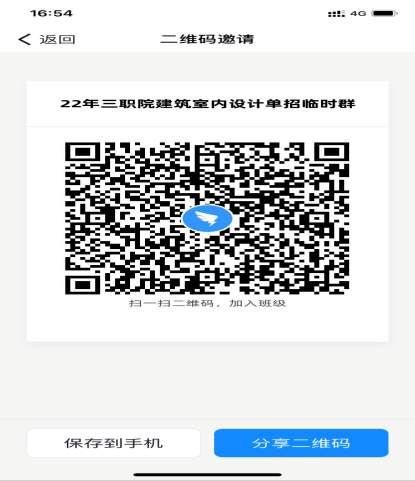 16:54
4G
返回
二维码邀请
22年三职院建筑室内设计单招临时群
扫一扫二维码，加入班级
保存到手机
分享二维码